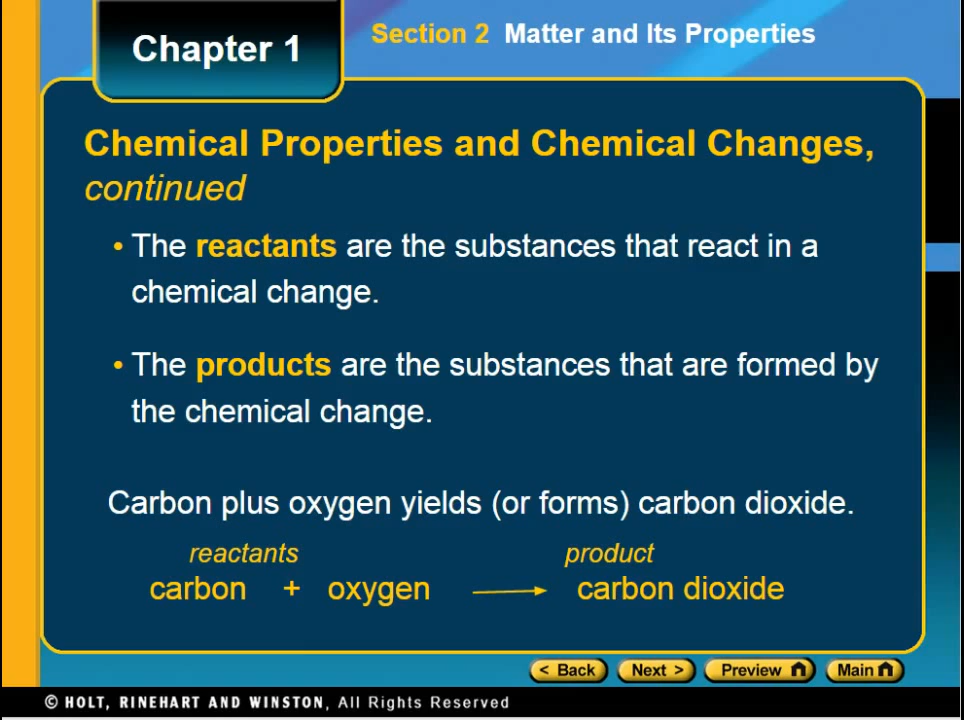 Chapter 1
Section 2 Matter and Its Properties
Chemical Properties and Chemical Changes,
continued
• The reactants are the substances that react in a
chemical change.
• The products are the substances that are formed by
the chemical change.
Carbon plus oxygen yields (or forms) carbon dioxide.
reactants product
carbon + oxygen → carbon dioxide
< Back Next > Preview Main
© HOLT, RINEHART AND WINSTON, All Rights Reserved